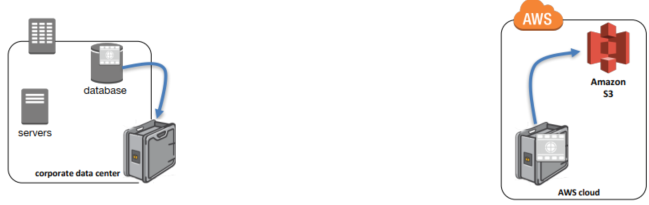 AWS
database
Amazon
S3
servers
corporate data center
AWS cloud